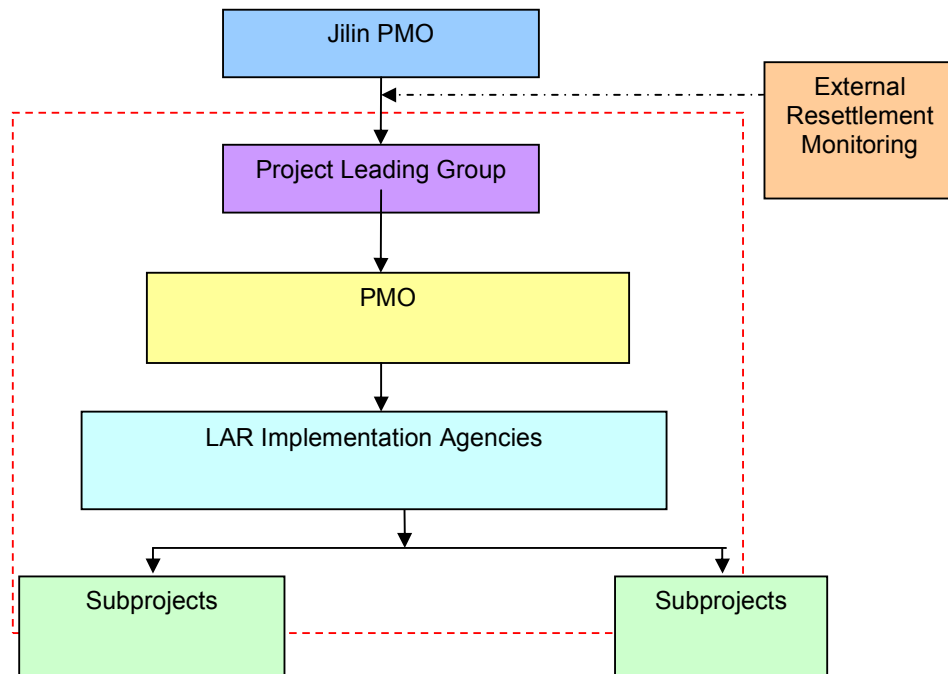 Jilin PMO
External
Resettlement
Monitoring
Project Leading Group
PMO
LAR Implementation Agencies
Subprojects
Subprojects